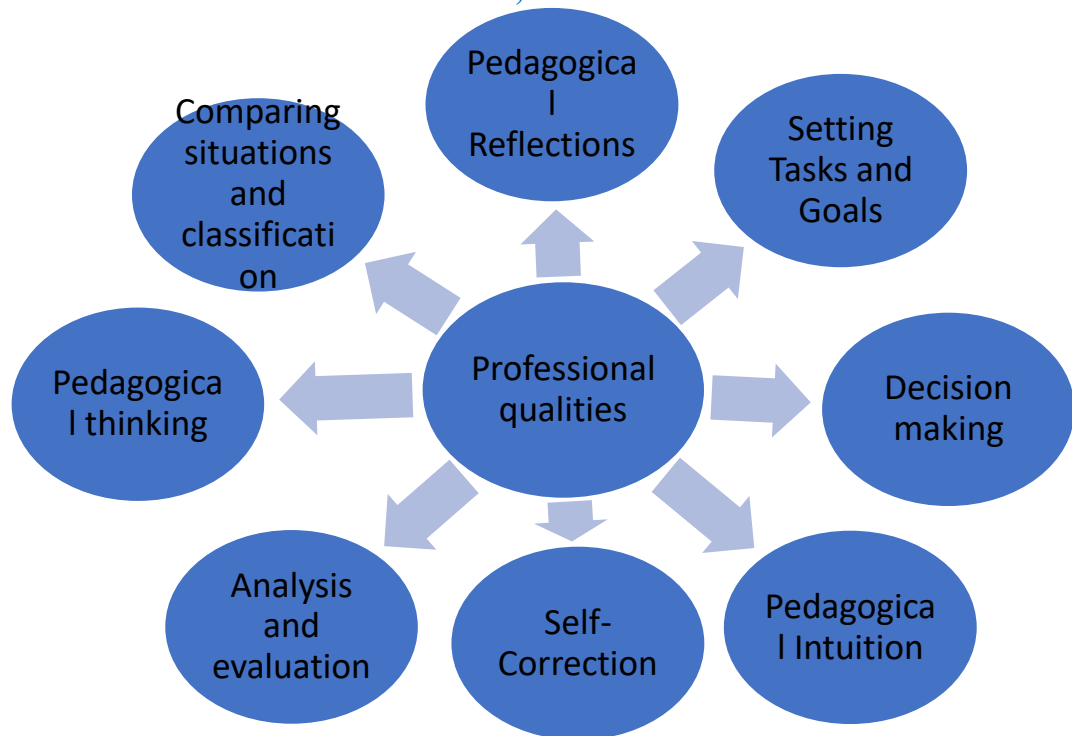 Pedagogica
l
Reflections
Setting
Tasks and
Goals
Decision
making
Pedagogica
l Intuition
Self-
Correction
Analysis
and
evaluation
Pedagogica
l thinking
Comparing
situations
and
classificati
on
Professional
qualities